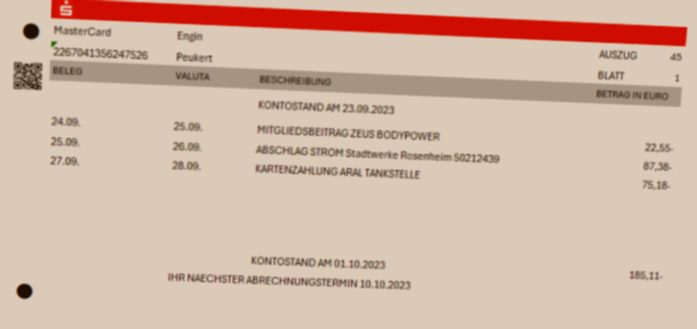 MasterCard Engin AUSZUG 45
2267041356247526 Peukert BLATT 1
BELEG VALUTA BESCHREIBUNG BETRAG IN EURO
KONTOSTAND AM 23.09.2023
24.09. 25.09. MITGLIEDSBEITRAG ZEUS BODYPOWER 22,55-
25.09. 26.09. ABSCHLAG STROM Stadtwerke Rosenheim 50212439 87,38-
27.09. 28.09. KARTENZAHLUNG ARAL TANKSTELLE 75,18-
KONTOSTAND AM 01.10.2023 185,11-
IHR NAECHSTER ABRECHNUNGSTERMIN 10.10.2023